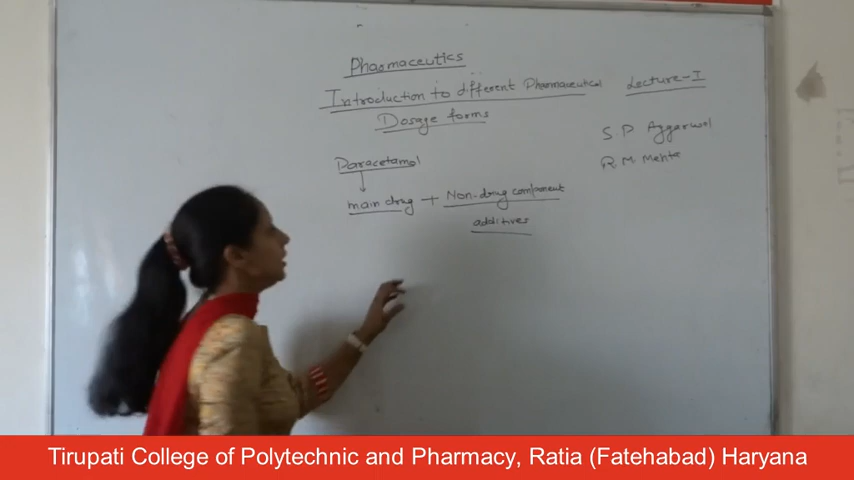 Pharmaceutics
Introduction to different Pharmaceutical
Lecture-I
Dosage forms
S. P Aggarwal
R M Mehta
Paracetamol
main drug + Non-drug component
additives
Tirupati College of Polytechnic and Pharmacy, Ratia (Fatehabad) Haryana